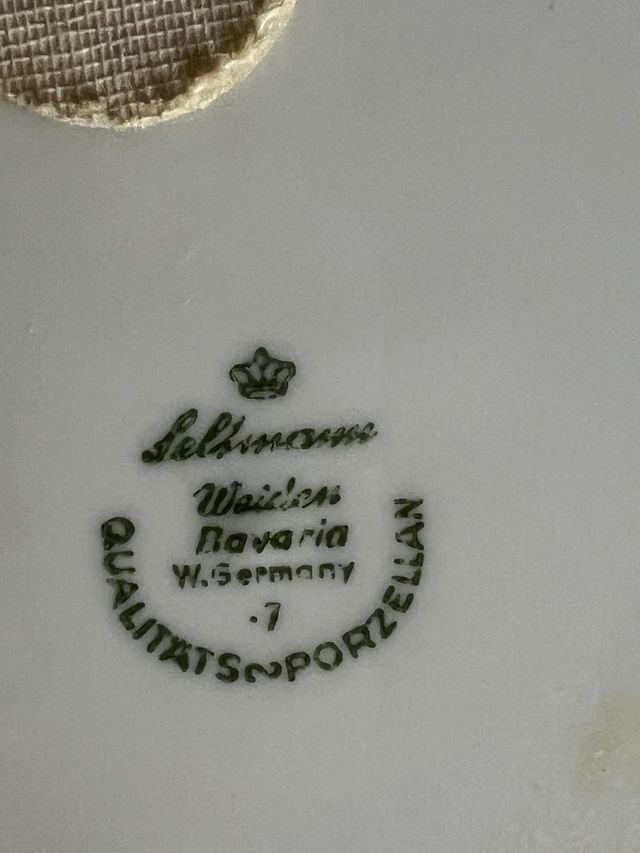 Seltmann
Weiden
Bavaria
W. Germany
.7
QUALITÄTS~PORZELLAN